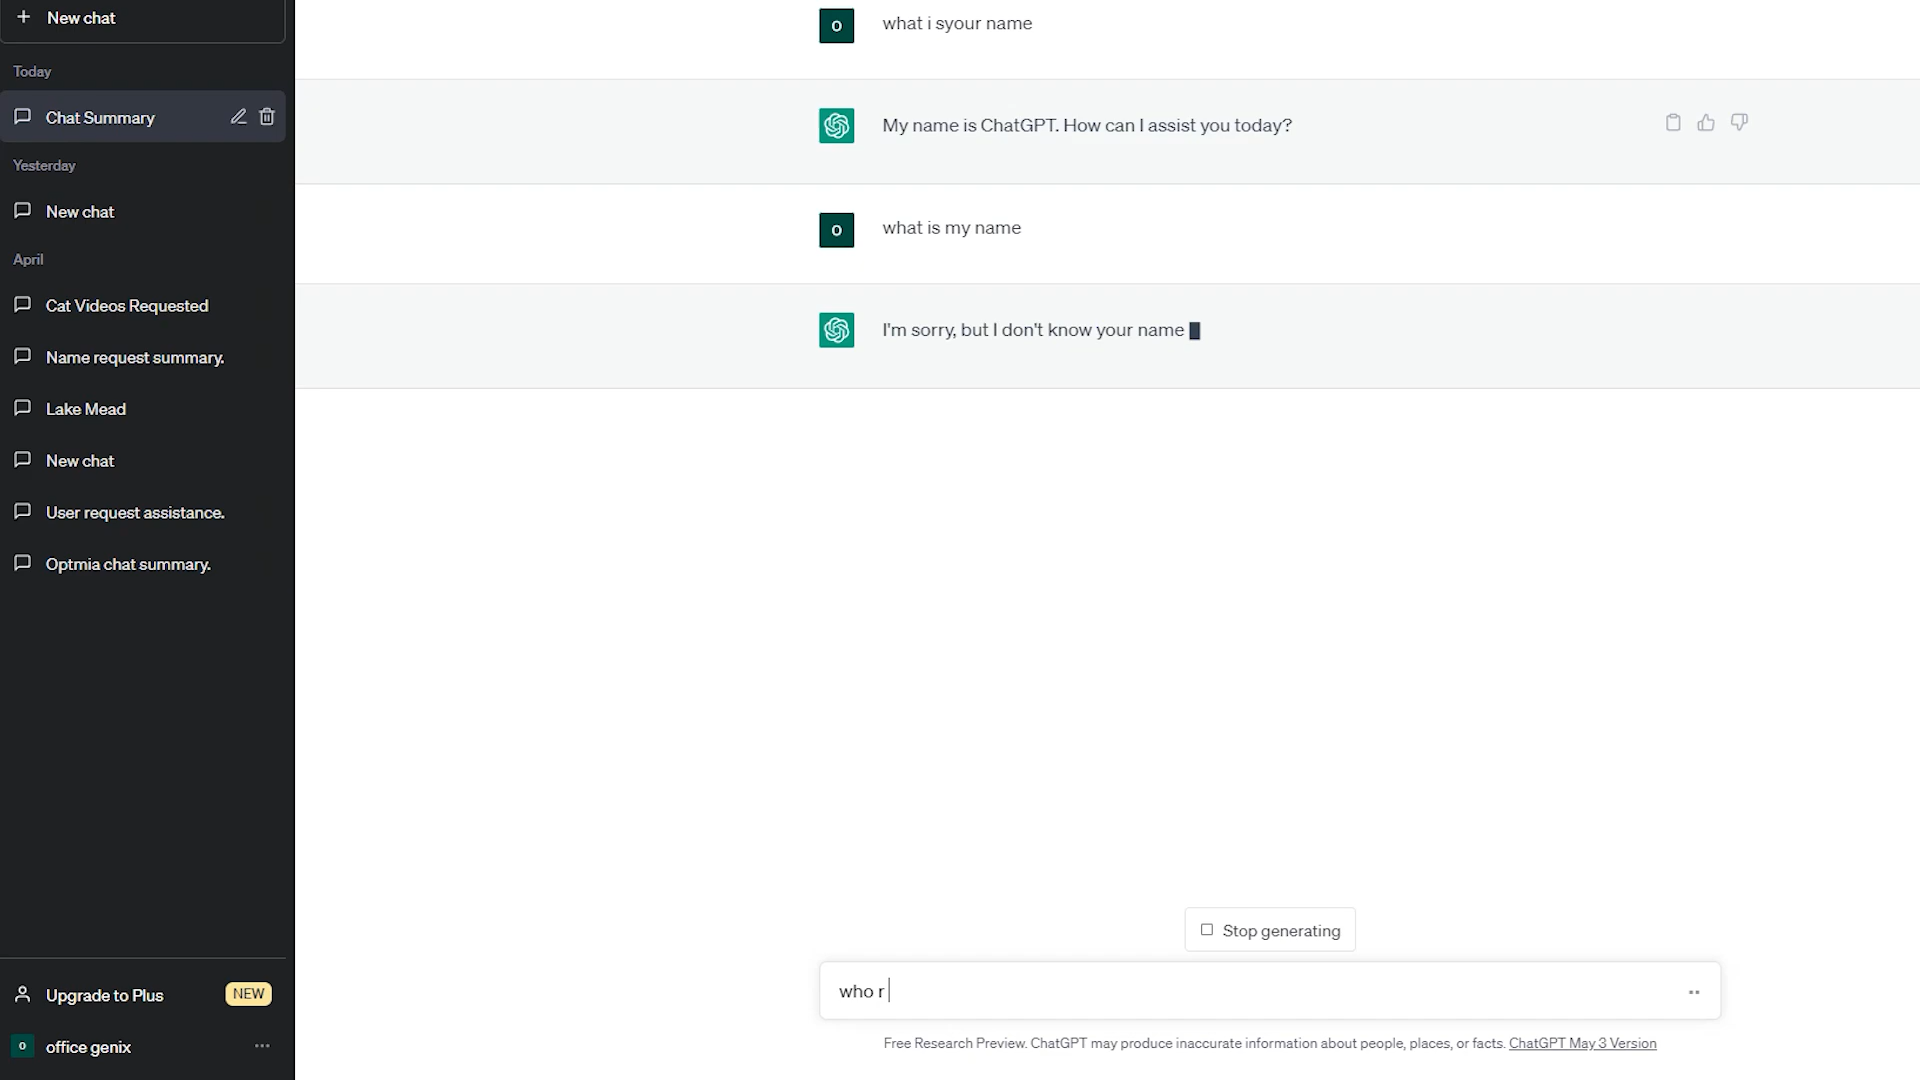 New chat
Today
Chat Summary
Yesterday
New chat
April
Cat Videos Requested
Name request summary.
Lake Mead
New chat
User request assistance.
Optmia chat summary.
Upgrade to Plus NEW
o office genix
o what i syour name
My name is ChatGPT. How can I assist you today?
o what is my name
I'm sorry, but I don't know your name
Stop generating
who r
Free Research Preview. ChatGPT may produce inaccurate information about people, places, or facts. ChatGPT May 3 Version